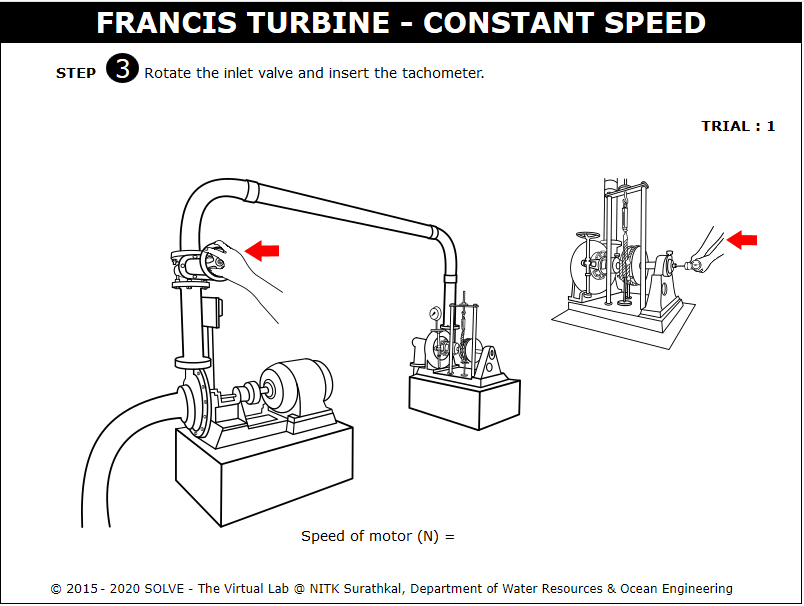 FRANCIS TURBINE - CONSTANT SPEED
STEP 3 Rotate the inlet valve and insert the tachometer.
TRIAL : 1
Speed of motor (N) =
© 2015 - 2020 SOLVE - The Virtual Lab @ NITK Surathkal, Department of Water Resources & Ocean Engineering